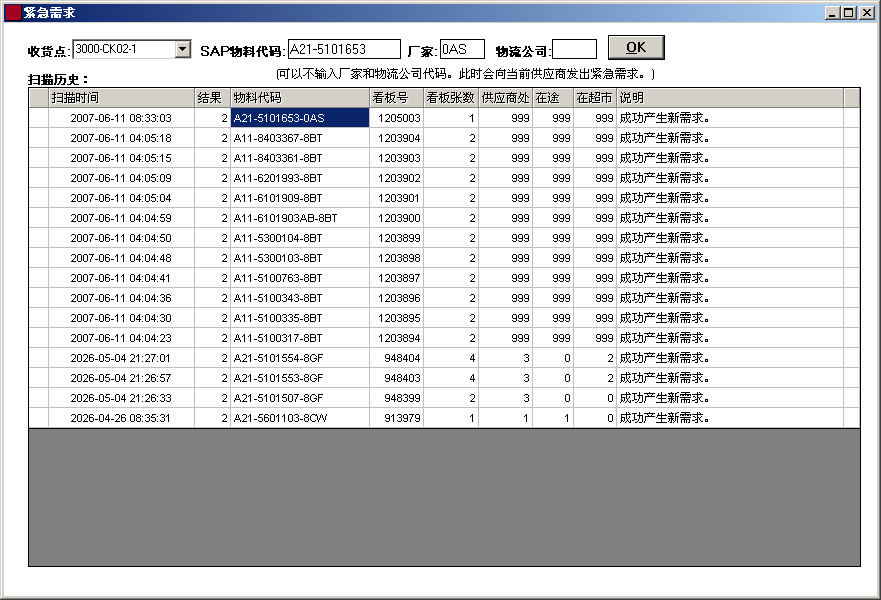 紧急需求
收货点: 3000-CK02-1 SAP物料代码: A21-5101653 厂家: 0AS 物流公司: OK
(可以不输入厂家和物流公司代码。此时会向当前供应商发出紧急需求。)
扫描历史：
扫描时间 结果 物料代码 看板号 看板张数 供应商处 在途 在超市 说明
2007-06-11 08:33:03 2 A21-5101653-0AS 1205003 1 999 999 999 成功产生新需求。
2007-06-11 04:05:18 2 A11-8403367-8BT 1203904 2 999 999 999 成功产生新需求。
2007-06-11 04:05:15 2 A11-8403361-8BT 1203903 2 999 999 999 成功产生新需求。
2007-06-11 04:05:09 2 A11-6201993-8BT 1203902 2 999 999 999 成功产生新需求。
2007-06-11 04:05:04 2 A11-6101909-8BT 1203901 2 999 999 999 成功产生新需求。
2007-06-11 04:04:59 2 A11-6101903AB-8BT 1203900 2 999 999 999 成功产生新需求。
2007-06-11 04:04:50 2 A11-5300104-8BT 1203899 2 999 999 999 成功产生新需求。
2007-06-11 04:04:48 2 A11-5300103-8BT 1203898 2 999 999 999 成功产生新需求。
2007-06-11 04:04:41 2 A11-5100763-8BT 1203897 2 999 999 999 成功产生新需求。
2007-06-11 04:04:36 2 A11-5100343-8BT 1203896 2 999 999 999 成功产生新需求。
2007-06-11 04:04:30 2 A11-5100335-8BT 1203895 2 999 999 999 成功产生新需求。
2007-06-11 04:04:23 2 A11-5100317-8BT 1203894 2 999 999 999 成功产生新需求。
2026-05-04 21:27:01 2 A21-5101554-8GF 948404 4 3 0 2 成功产生新需求。
2026-05-04 21:26:57 2 A21-5101553-8GF 948403 4 3 0 2 成功产生新需求。
2026-05-04 21:26:33 2 A21-5101507-8GF 948399 2 3 0 0 成功产生新需求。
2026-04-26 08:35:31 2 A21-5601103-8CW 913979 1 1 1 0 成功产生新需求。